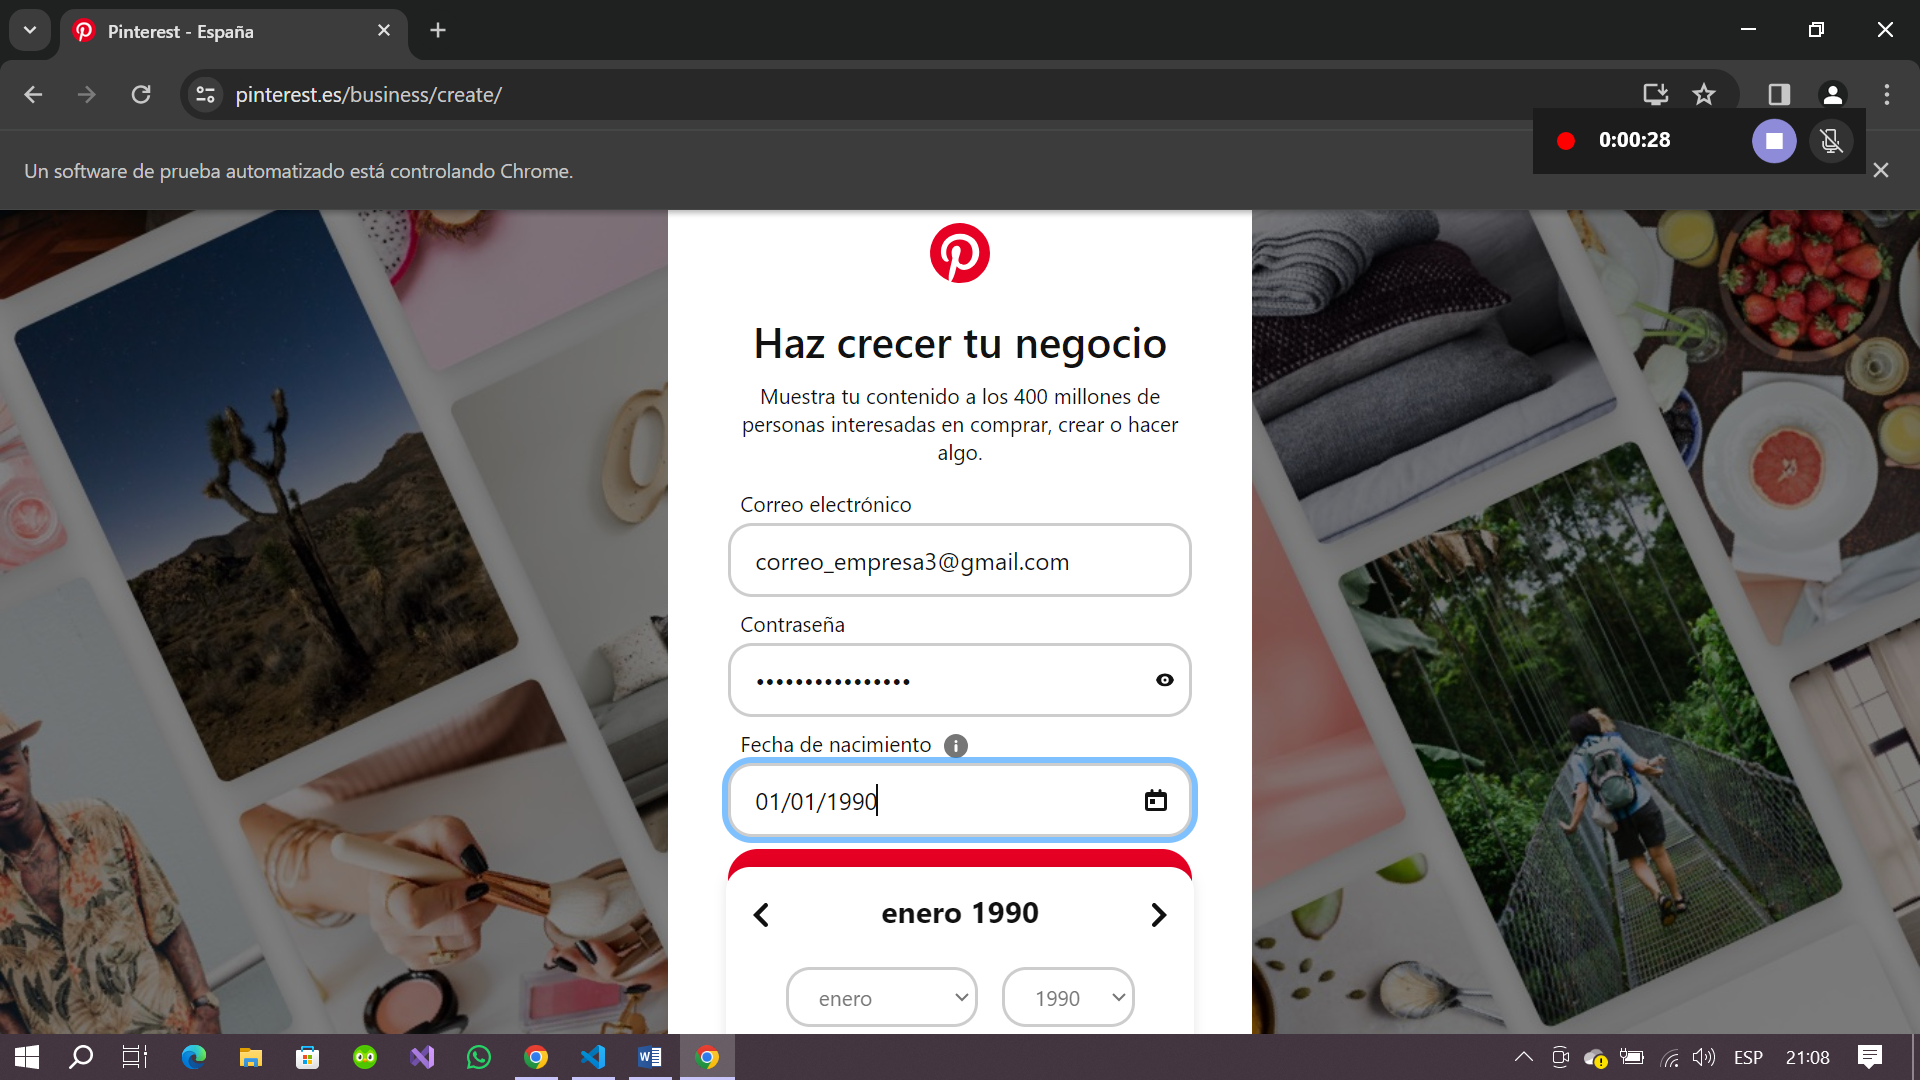 Pinterest - España
pinterest.es/business/create/
0:00:28
Un software de prueba automatizado está controlando Chrome.
Haz crecer tu negocio
Muestra tu contenido a los 400 millones de
personas interesadas en comprar, crear o hacer
algo.
Correo electrónico
correo_empresa3@gmail.com
Contraseña
••••••••••••••••
Fecha de nacimiento
01/01/1990
enero 1990
enero
1990
ESP
21:08